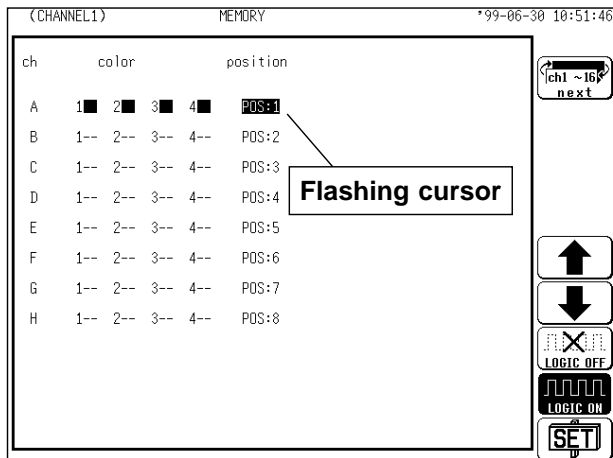 (CHANNEL1) MEMORY '99-06-30 10:51:46
ch color position
A 1■ 2■ 3■ 4■ POS:1
B 1-- 2-- 3-- 4-- POS:2
C 1-- 2-- 3-- 4-- POS:3
D 1-- 2-- 3-- 4-- POS:4
E 1-- 2-- 3-- 4-- POS:5
F 1-- 2-- 3-- 4-- POS:6
G 1-- 2-- 3-- 4-- POS:7
H 1-- 2-- 3-- 4-- POS:8
Flashing cursor
ch1 ~16
next
LOGIC OFF
LOGIC ON
SET